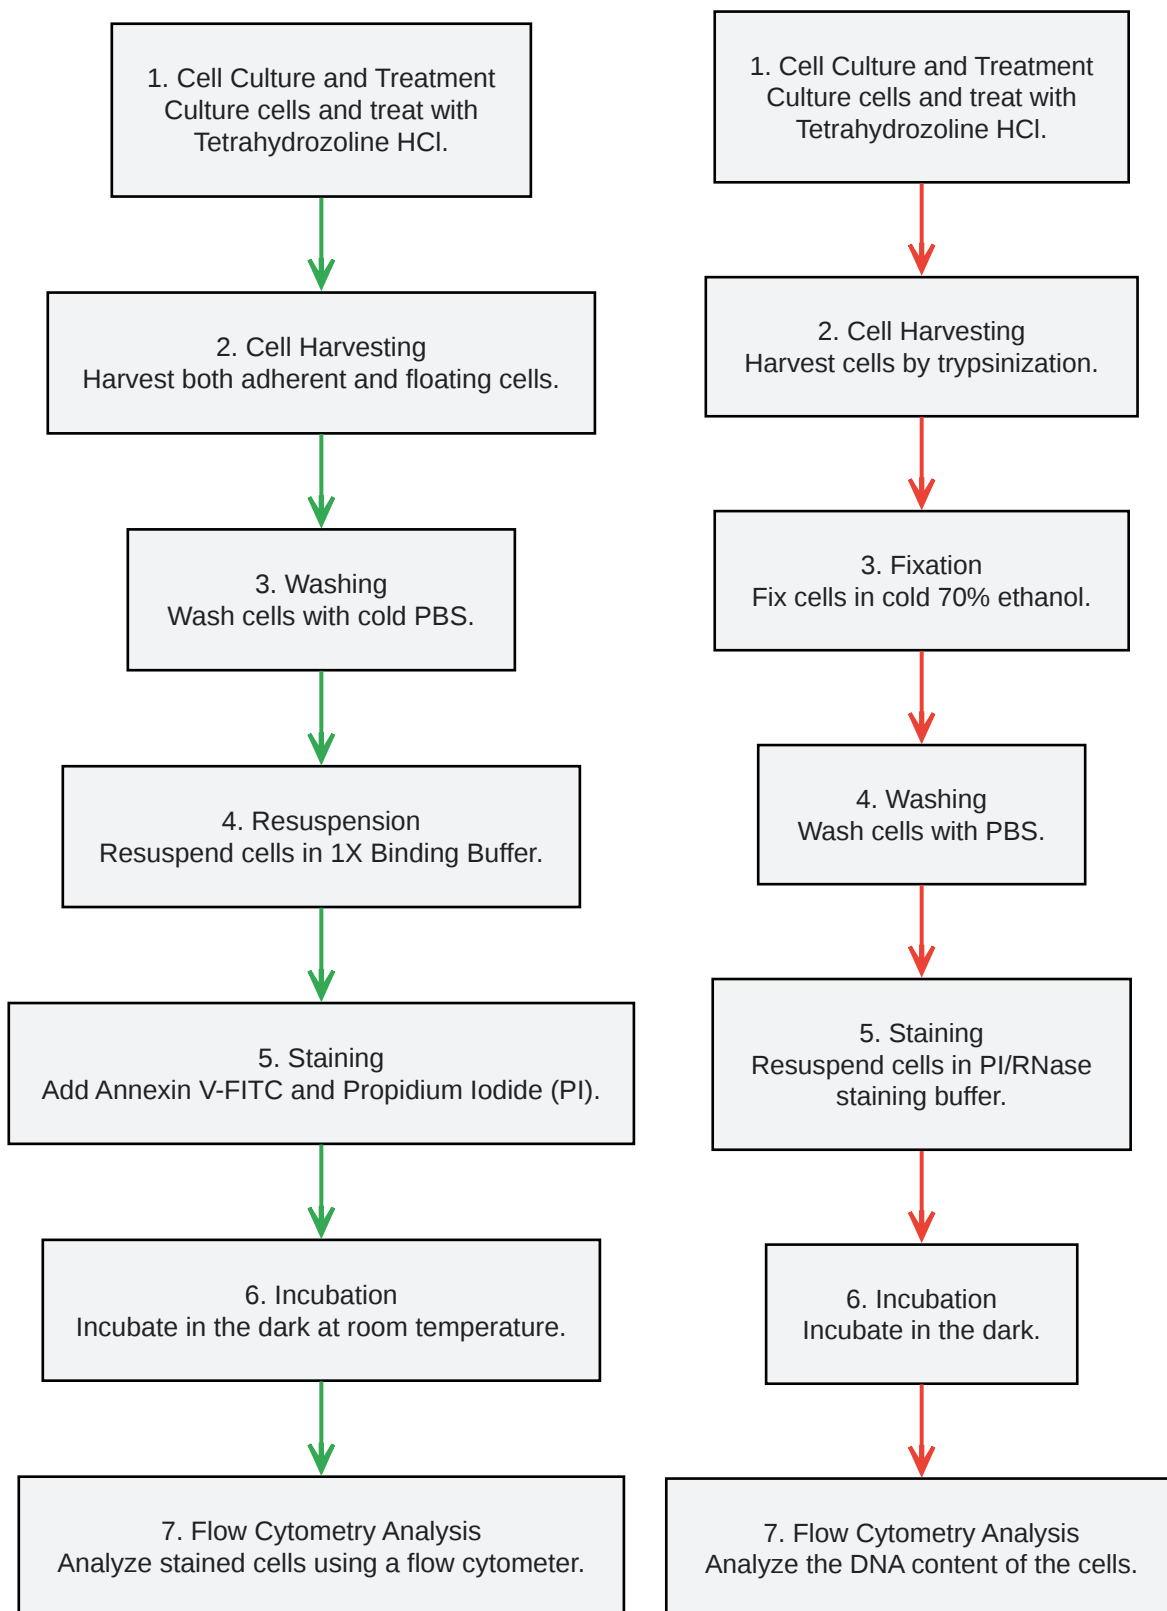 1. Cell Culture and Treatment
Culture cells and treat with
Tetrahydrozoline HCl.
2. Cell Harvesting
Harvest both adherent and floating cells.
3. Washing
Wash cells with cold PBS.
4. Resuspension
Resuspend cells in 1X Binding Buffer.
5. Staining
Add Annexin V-FITC and Propidium Iodide (PI).
6. Incubation
Incubate in the dark at room temperature.
7. Flow Cytometry Analysis
Analyze stained cells using a flow cytometer.
1. Cell Culture and Treatment
Culture cells and treat with
Tetrahydrozoline HCl.
2. Cell Harvesting
Harvest cells by trypsinization.
3. Fixation
Fix cells in cold 70% ethanol.
4. Washing
Wash cells with PBS.
5. Staining
Resuspend cells in PI/RNase
staining buffer.
6. Incubation
Incubate in the dark.
7. Flow Cytometry Analysis
Analyze the DNA content of the cells.